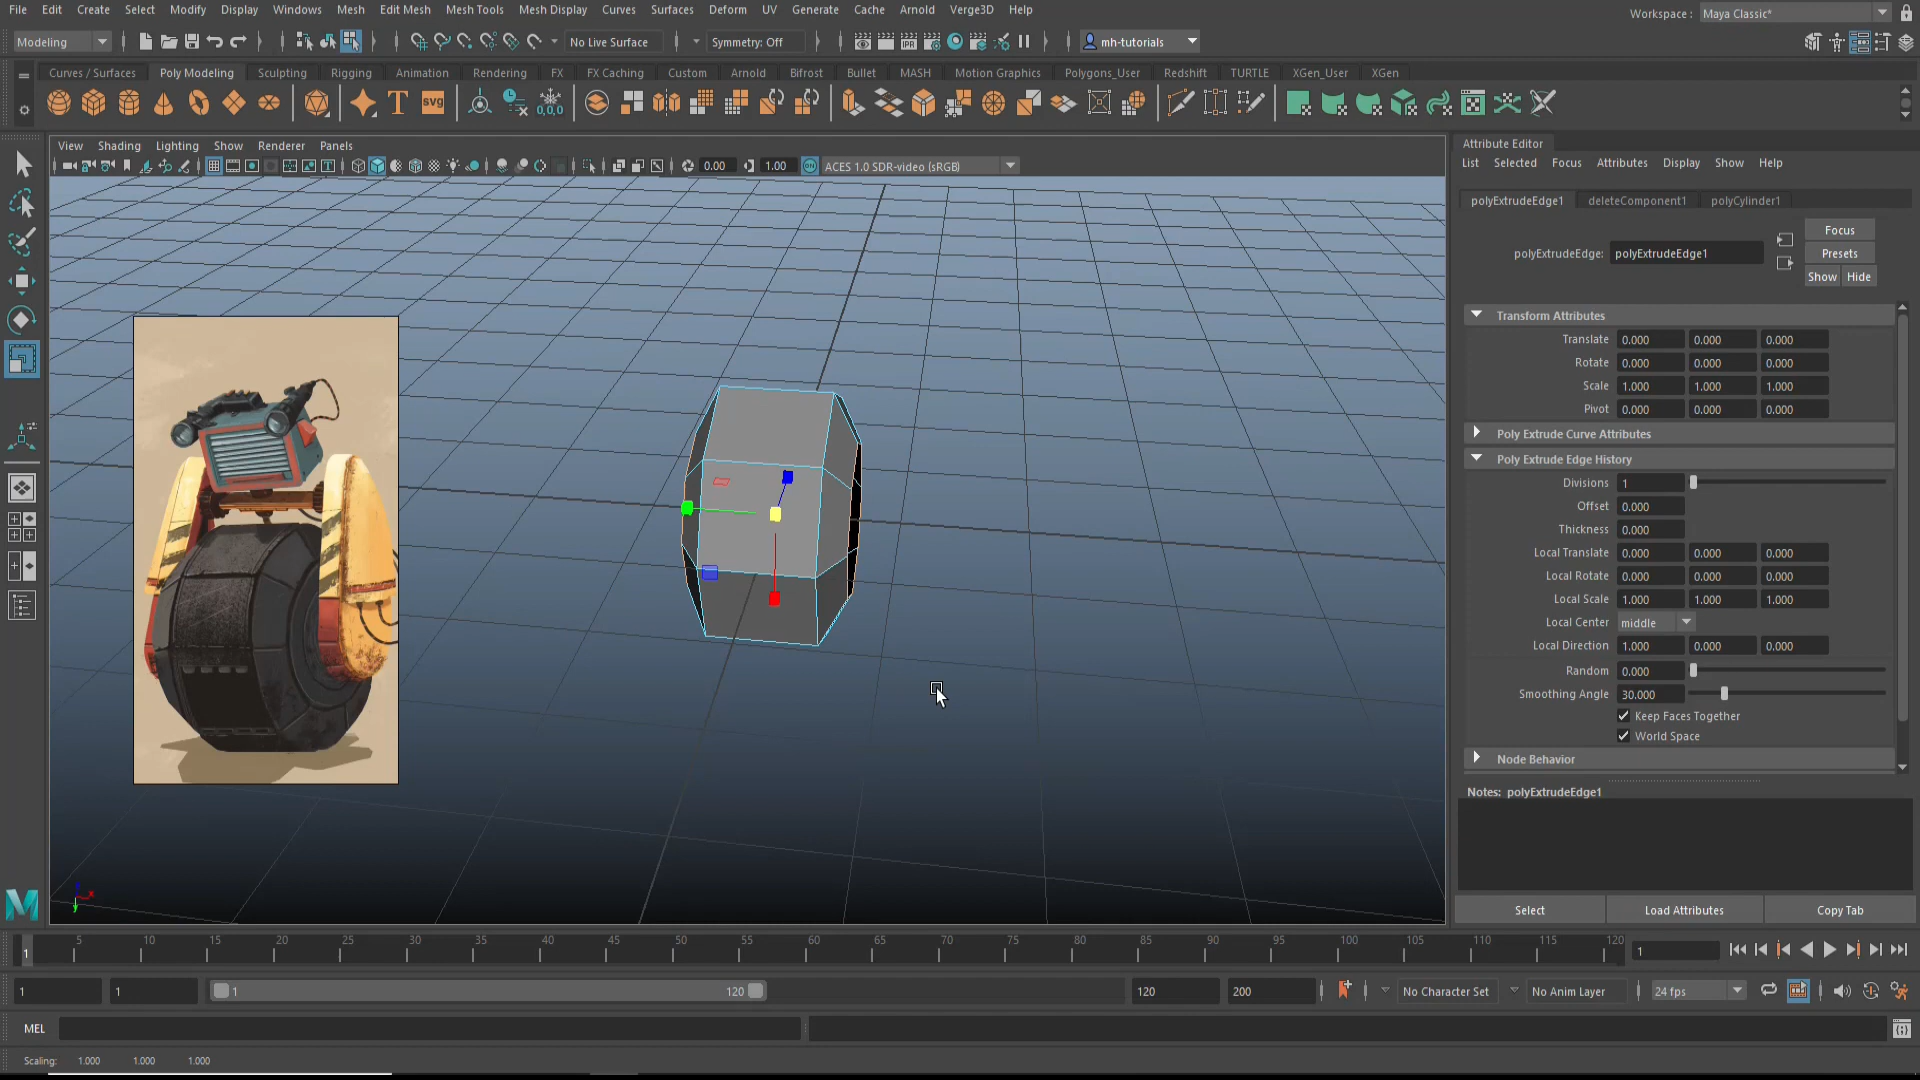 File Edit Create Select Modify Display Windows Mesh Edit Mesh Mesh Tools Mesh Display Curves Surfaces Deform UV Generate Cache Arnold Verge3D Help
Workspace : Maya Classic*
Modeling No Live Surface Symmetry: Off IPR mh-tutorials
Curves / Surfaces Poly Modeling Sculpting Rigging Animation Rendering FX FX Caching Custom Arnold Bifrost Bullet MASH Motion Graphics Polygons_User Redshift TURTLE XGen_User XGen
T SVG 0,0,0
View Shading Lighting Show Renderer Panels
0.00 1.00 ON ACES 1.0 SDR-video (sRGB)
Attribute Editor
List Selected Focus Attributes Display Show Help
polyExtrudeEdge1 deleteComponent1 polyCylinder1
polyExtrudeEdge: polyExtrudeEdge1
Focus
Presets
Show Hide
Transform Attributes
Translate 0.000 0.000 0.000
Rotate 0.000 0.000 0.000
Scale 1.000 1.000 1.000
Pivot 0.000 0.000 0.000
Poly Extrude Curve Attributes
Poly Extrude Edge History
Divisions 1
Offset 0.000
Thickness 0.000
Local Translate 0.000 0.000 0.000
Local Rotate 0.000 0.000 0.000
Local Scale 1.000 1.000 1.000
Local Center middle
Local Direction 1.000 0.000 0.000
Random 0.000
Smoothing Angle 30.000
Keep Faces Together
World Space
Node Behavior
Notes: polyExtrudeEdge1
Select Load Attributes Copy Tab
x
y
M
1 5 10 15 20 25 30 35 40 45 50 55 60 65 70 75 80 85 90 95 100 105 110 115 120 1
1 1 1 120 120 200 No Character Set No Anim Layer 24 fps
MEL
Scaling: 1.000 1.000 1.000